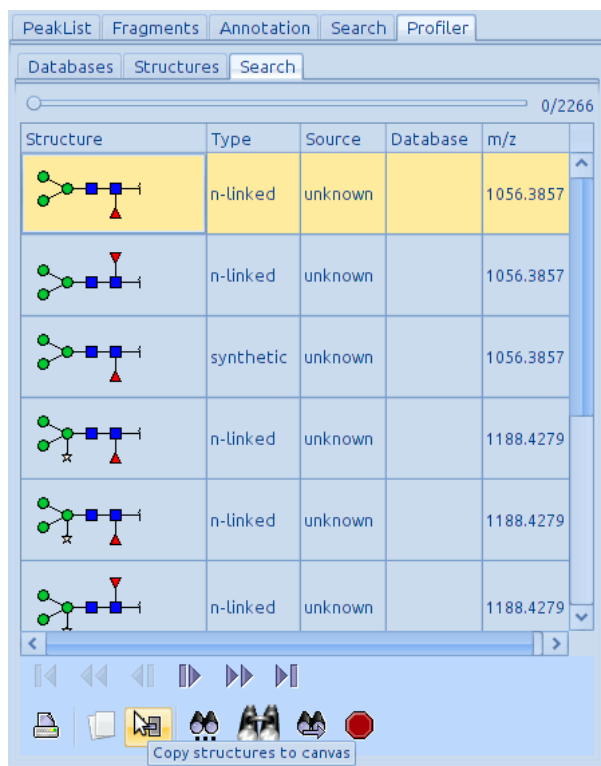 PeakList Fragments Annotation Search Profiler
Databases Structures Search
0/2266
Structure Type Source Database m/z
n-linked unknown 1056.3857
n-linked unknown 1056.3857
synthetic unknown 1056.3857
n-linked unknown 1188.4279
n-linked unknown 1188.4279
n-linked unknown 1188.4279
Copy structures to canvas